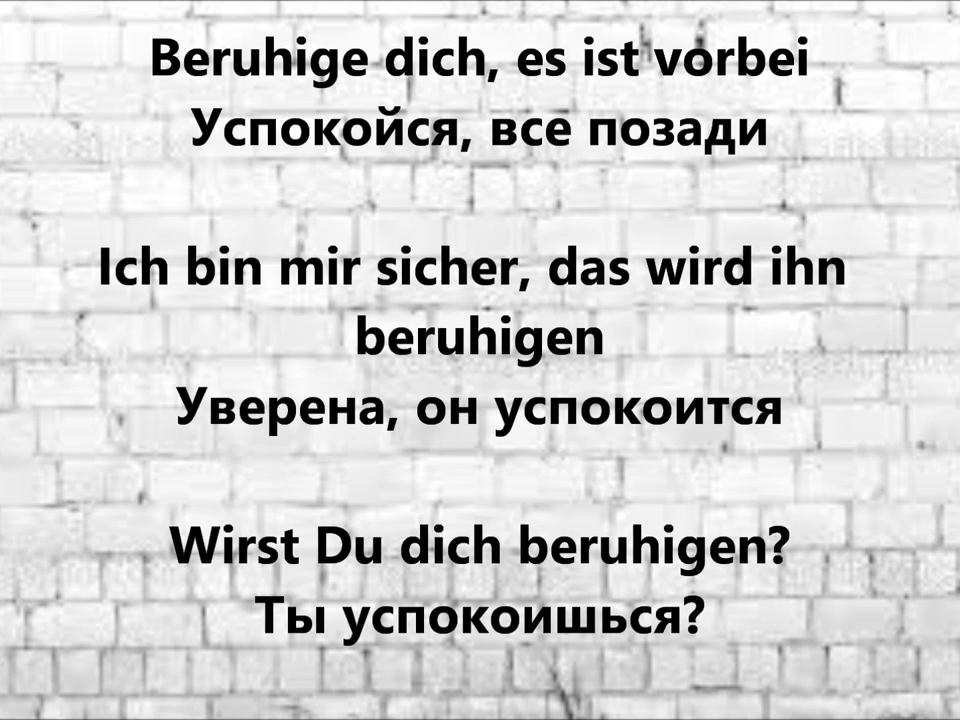 Beruhige dich, es ist vorbei
Успокойся, все позади
Ich bin mir sicher, das wird ihn
beruhigen
Уверена, он успокоится
Wirst Du dich beruhigen?
Ты успокоишься?